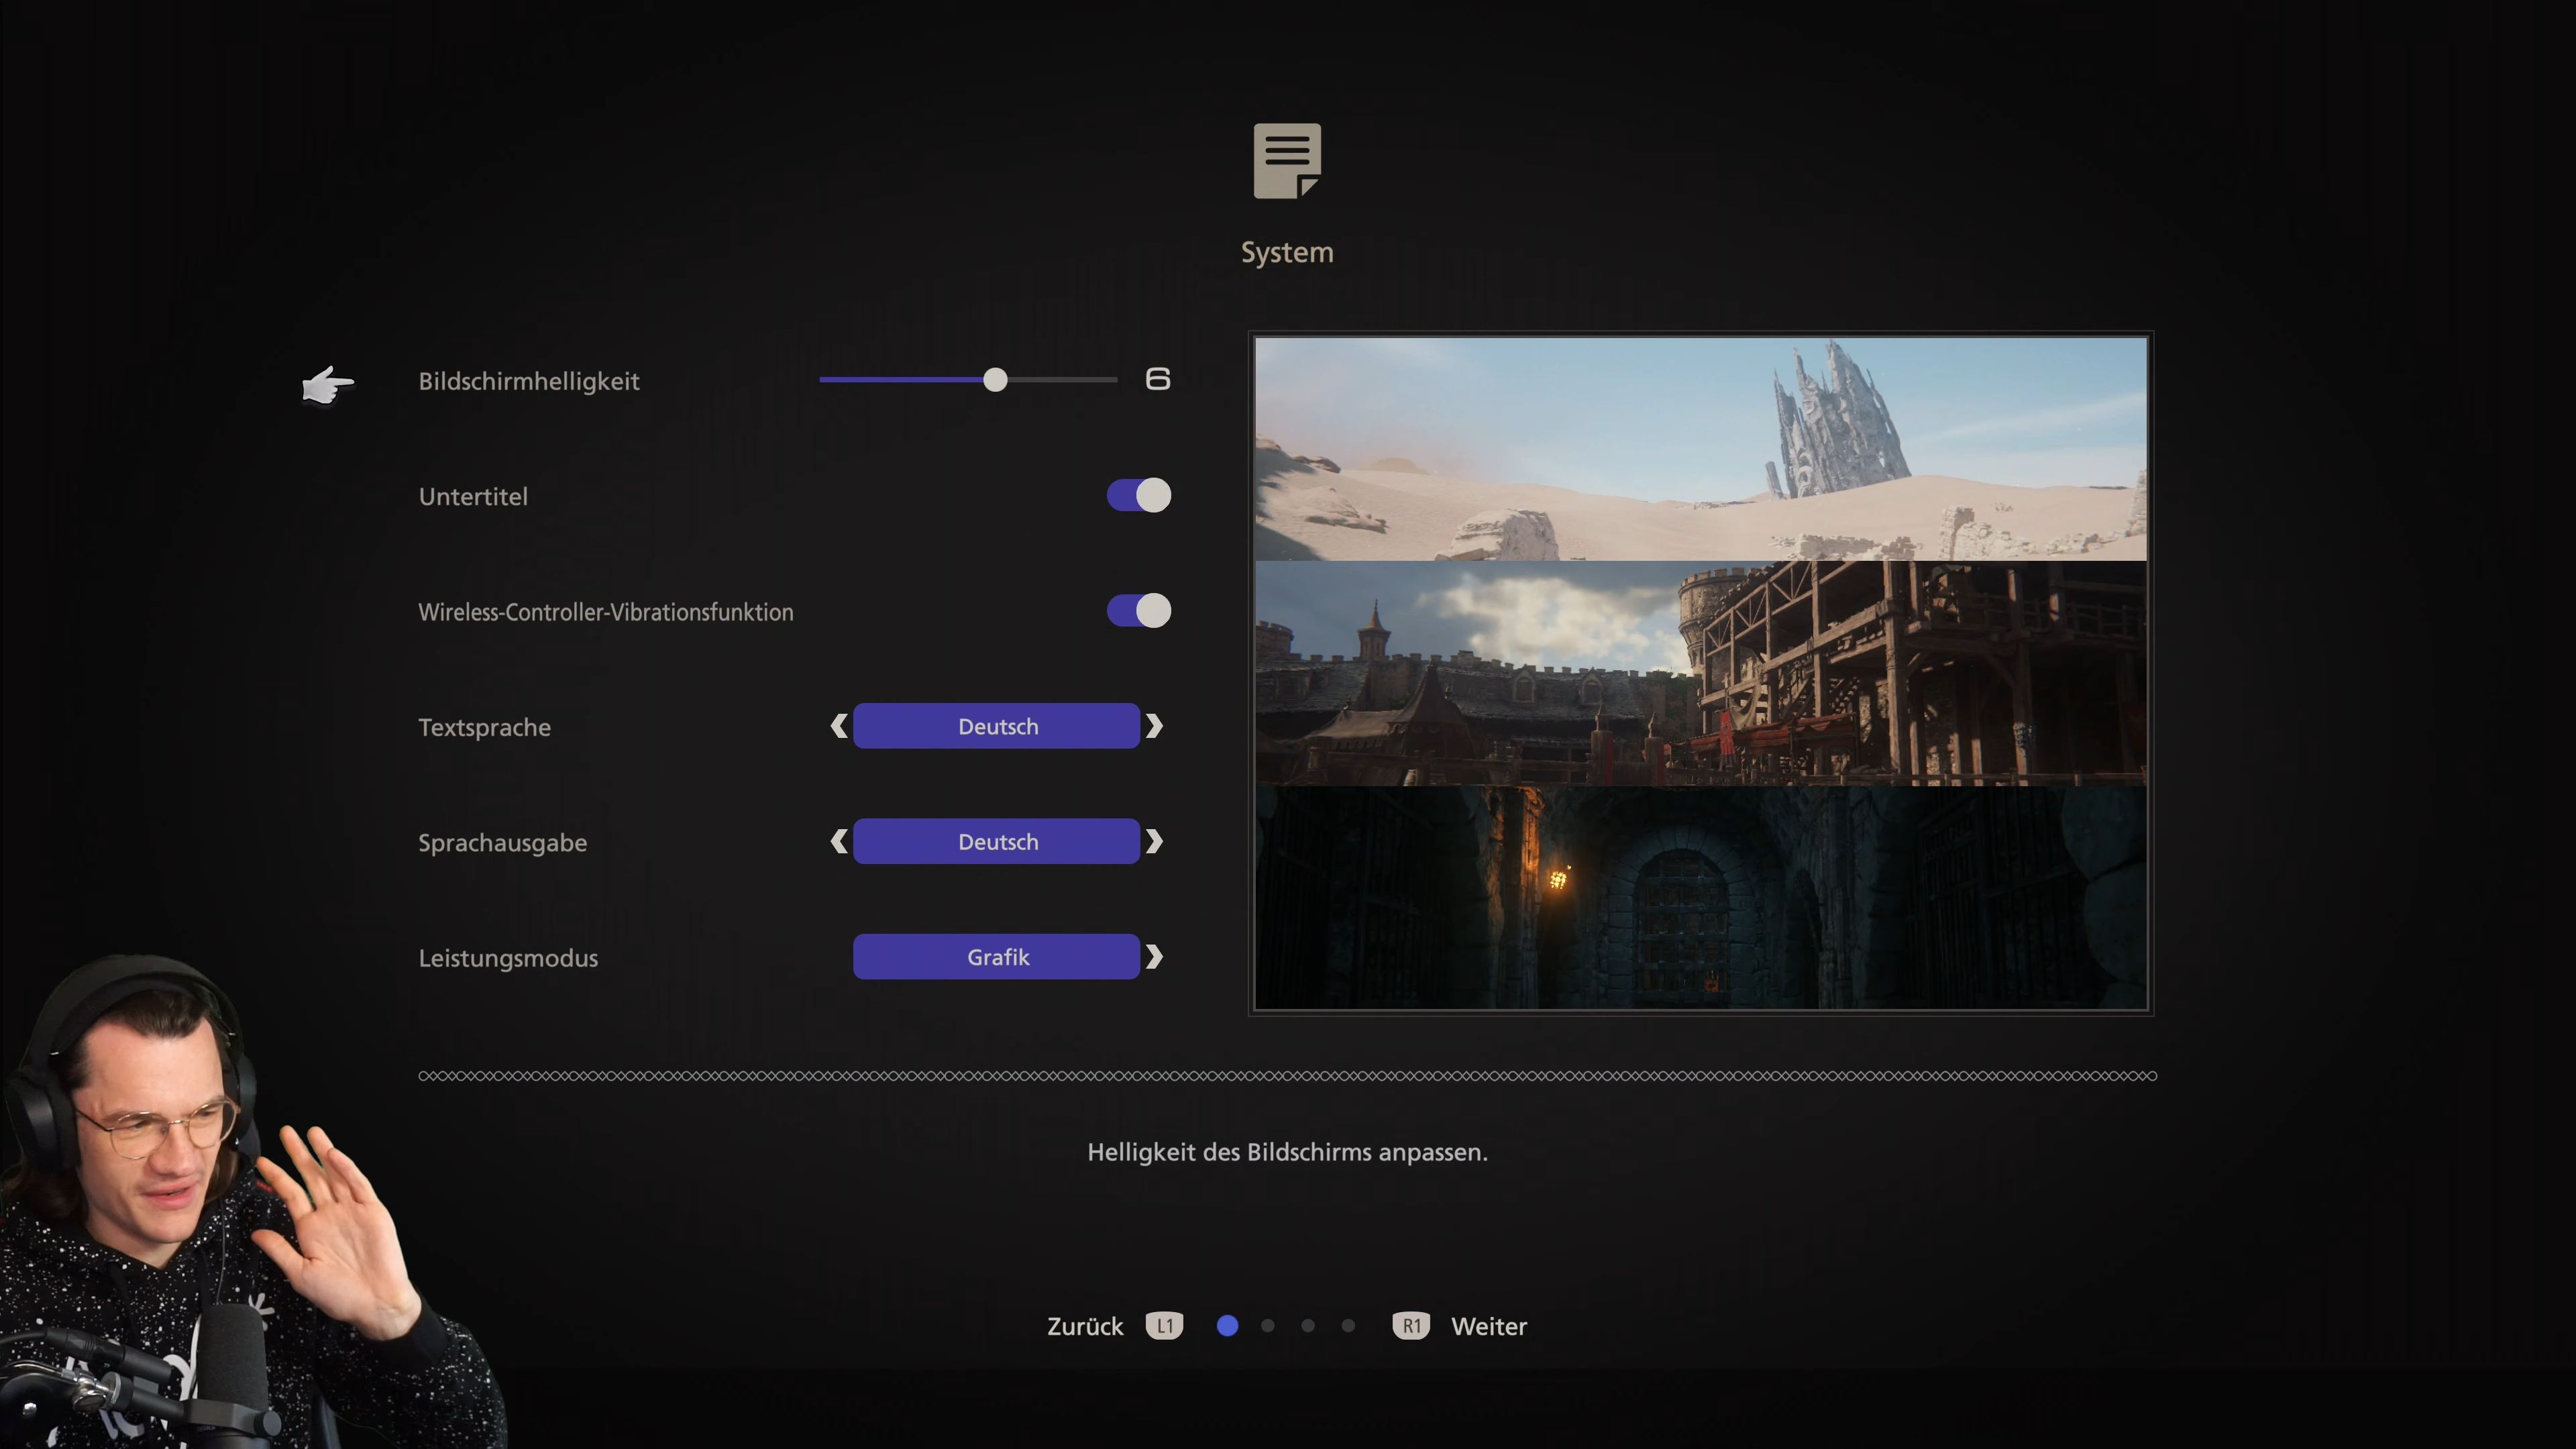 System
Bildschirmhelligkeit 6
Untertitel
Wireless-Controller-Vibrationsfunktion
Textsprache Deutsch
Sprachausgabe Deutsch
Leistungsmodus Grafik
Helligkeit des Bildschirms anpassen.
Zurück L1 R1 Weiter